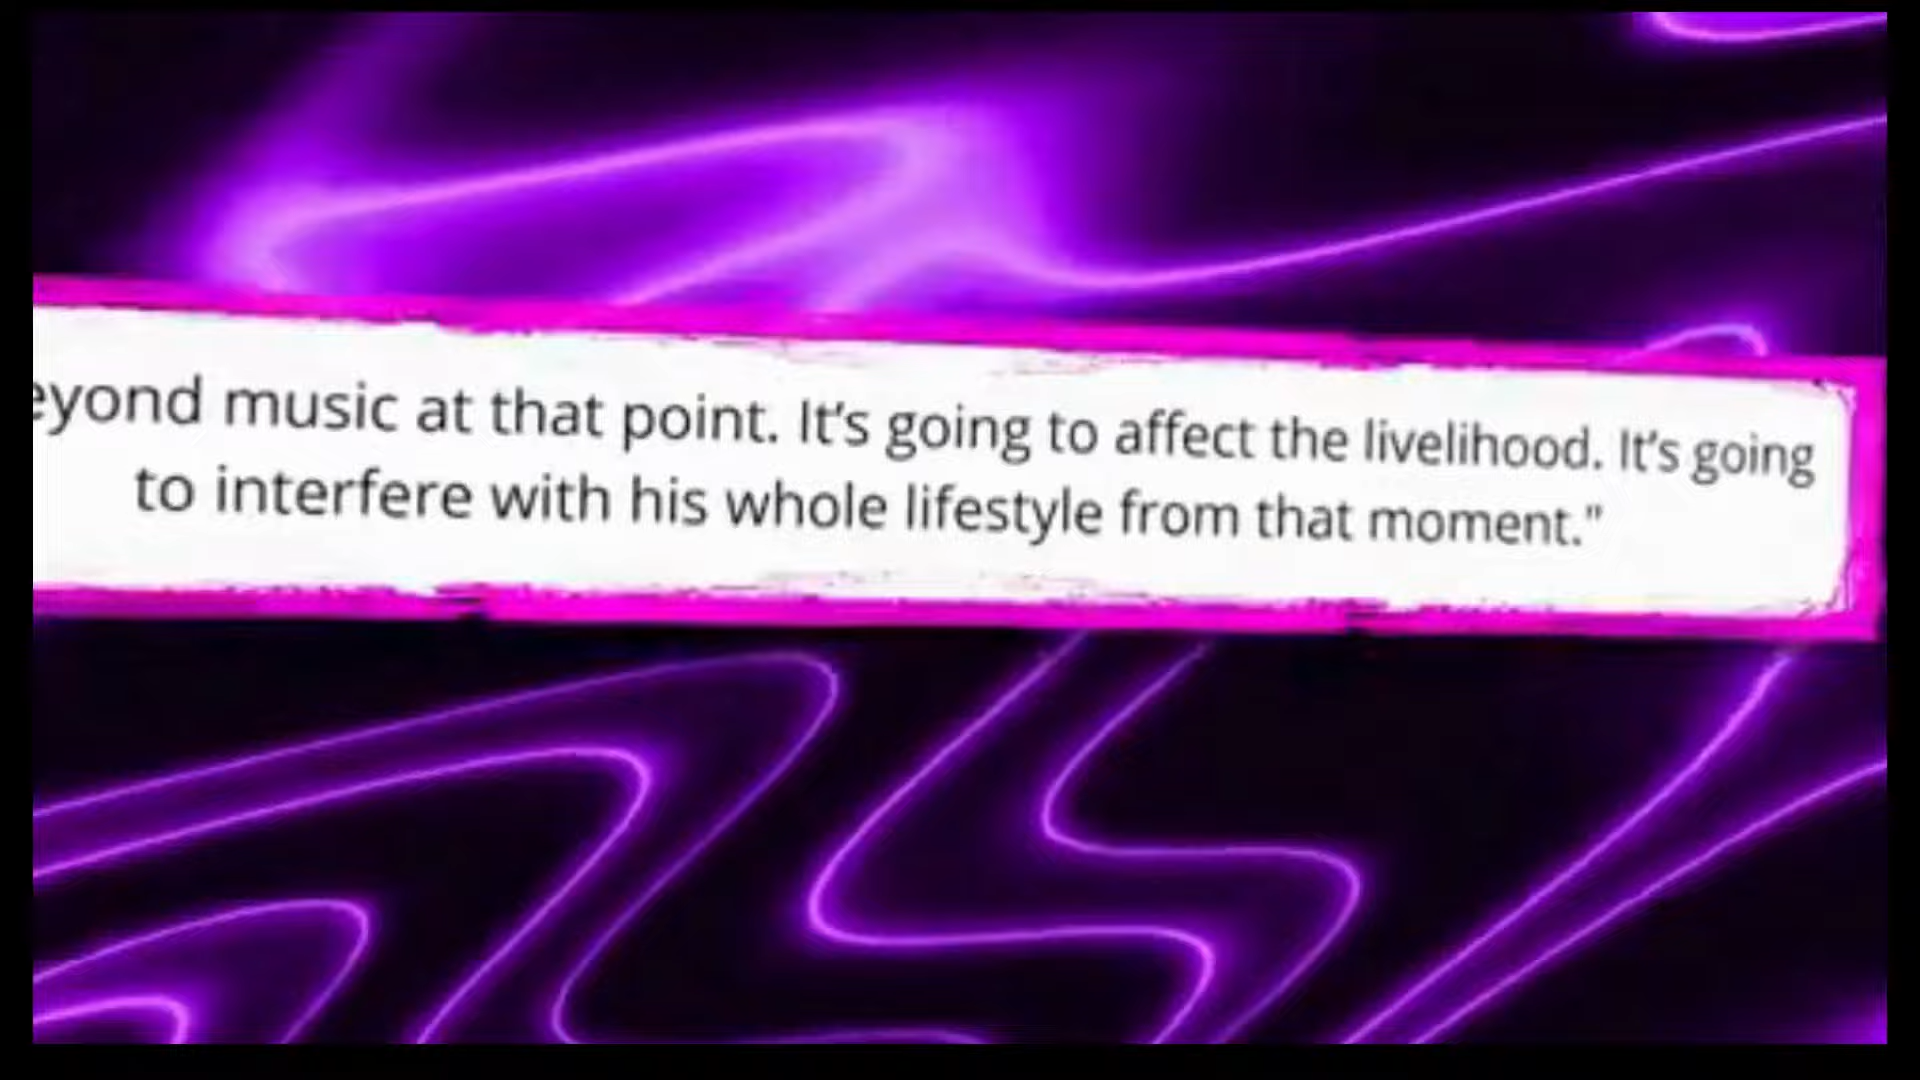 eyond music at that point. It's going to affect the livelihood. It's going
to interfere with his whole lifestyle from that moment."